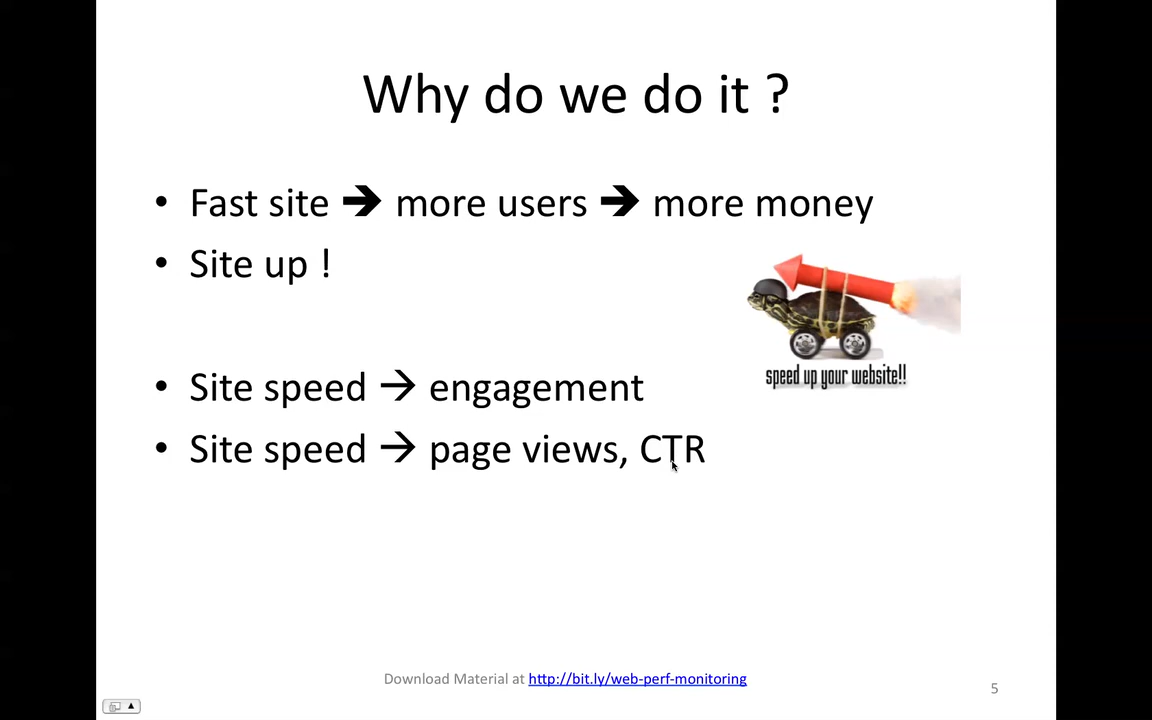 Why do we do it ?
• Fast site ➔ more users ➔ more money
• Site up !
speed up your website!!
• Site speed → engagement
• Site speed → page views, CTR
Download Material at http://bit.ly/web-perf-monitoring
5